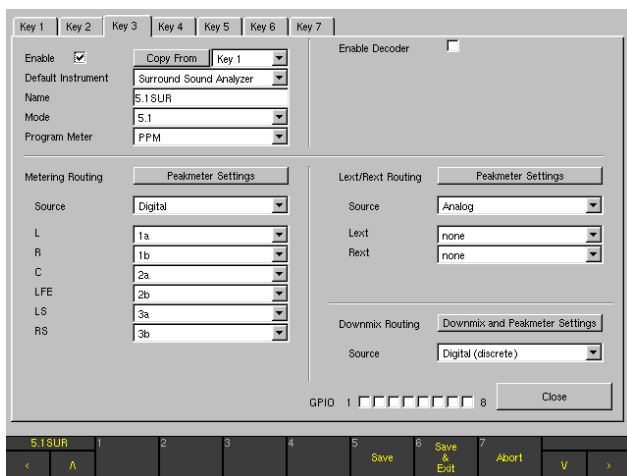 Key 1 Key 2 Key 3 Key 4 Key 5 Key 6 Key 7
Enable Copy From Key 1
Default Instrument Surround Sound Analyzer
Name 5.1SUR
Mode 5.1
Program Meter PPM
Enable Decoder
Metering Routing Peakmeter Settings
Source Digital
L 1a
R 1b
C 2a
LFE 2b
LS 3a
RS 3b
Lext/Rext Routing Peakmeter Settings
Source Analog
Lext none
Rext none
Downmix Routing Downmix and Peakmeter Settings
Source Digital (discrete)
GPIO 1 8 Close
5.1SUR 1 2 3 4 5 Save 6 Save & Exit 7 Abort
< Λ V >